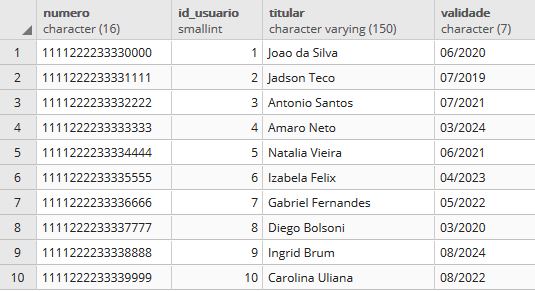 numero id_usuario titular validade
character (16) smallint character varying (150) character (7)
1 1111222233330000 1 Joao da Silva 06/2020
2 1111222233331111 2 Jadson Teco 07/2019
3 1111222233332222 3 Antonio Santos 07/2021
4 1111222233333333 4 Amaro Neto 03/2024
5 1111222233334444 5 Natalia Vieira 06/2021
6 1111222233335555 6 Izabela Felix 04/2023
7 1111222233336666 7 Gabriel Fernandes 05/2022
8 1111222233337777 8 Diego Bolsoni 03/2020
9 1111222233338888 9 Ingrid Brum 08/2024
10 1111222233339999 10 Carolina Uliana 08/2022